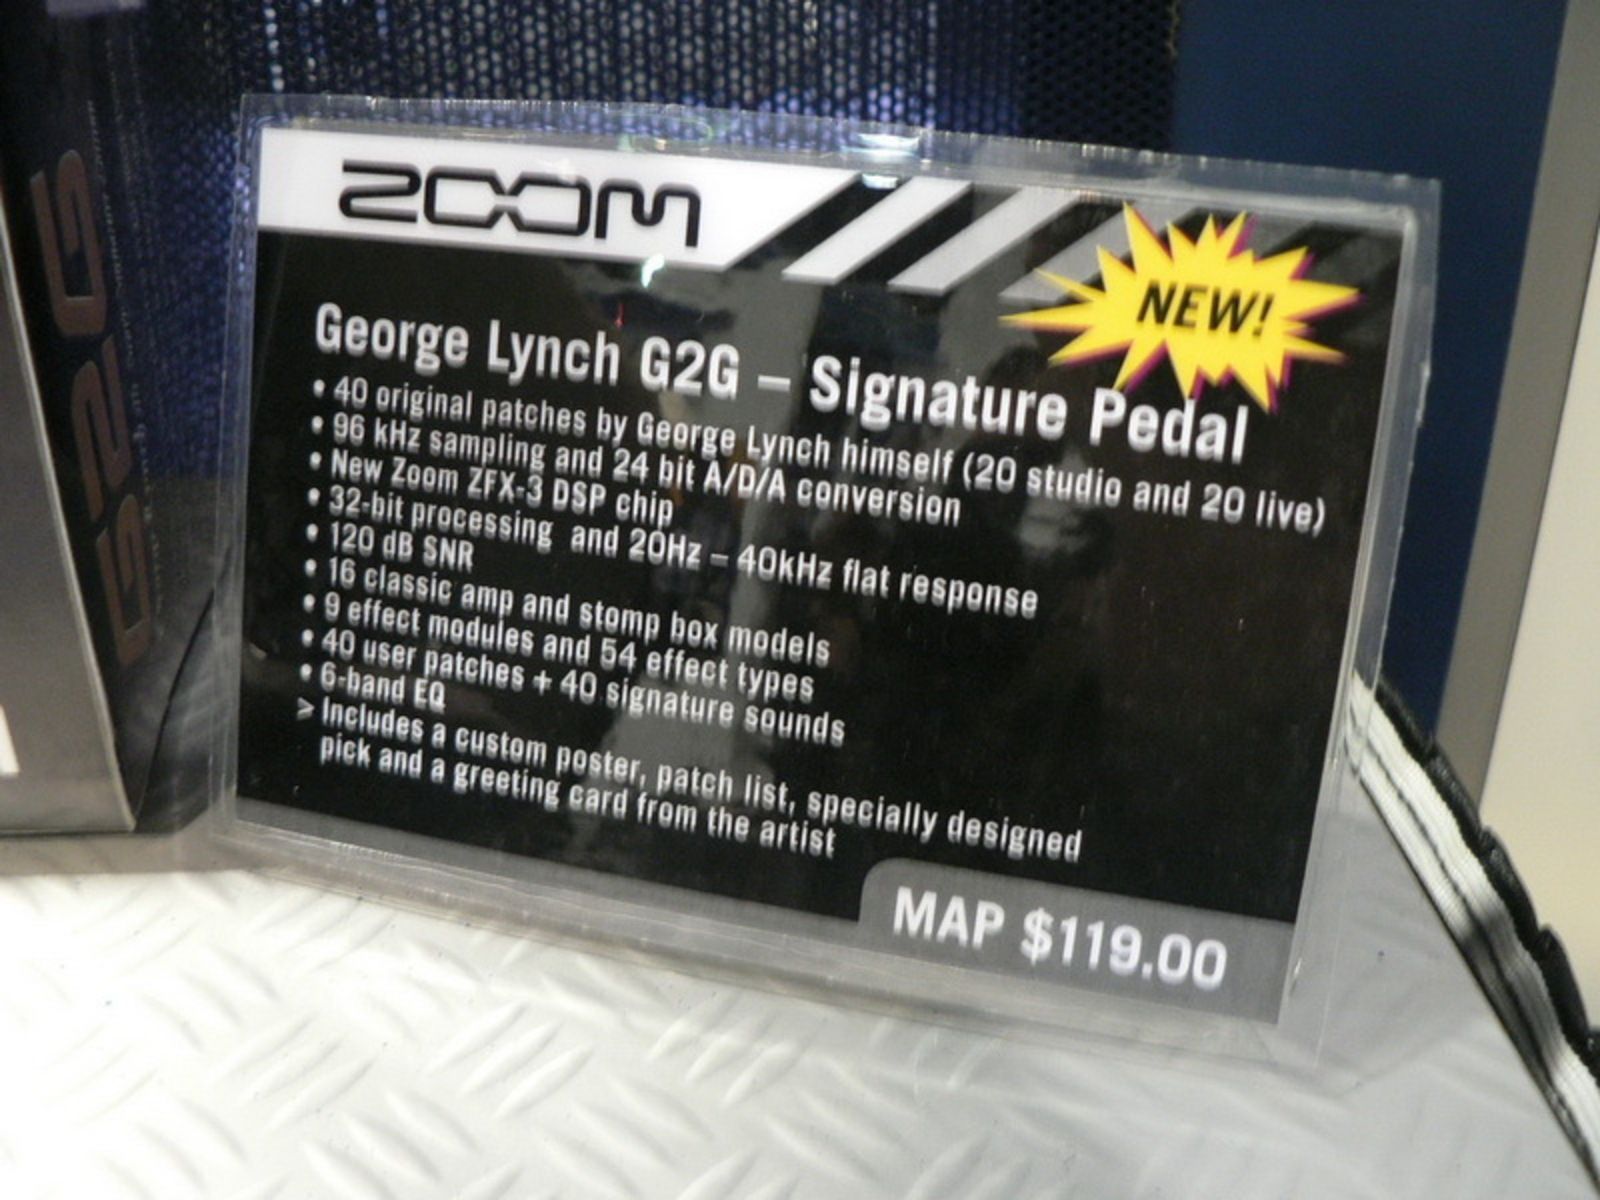 ZOOM
NEW!
George Lynch G2G – Signature Pedal
• 40 original patches by George Lynch himself (20 studio and 20 live)
• 96 kHz sampling and 24 bit A/D/A conversion
• New Zoom ZFX-3 DSP chip
• 32-bit processing and 20Hz – 40kHz flat response
• 120 dB SNR
• 16 classic amp and stomp box models
• 9 effect modules and 54 effect types
• 40 user patches + 40 signature sounds
• 6-band EQ
> Includes a custom poster, patch list, specially designed
pick and a greeting card from the artist
MAP $119.00
G2G